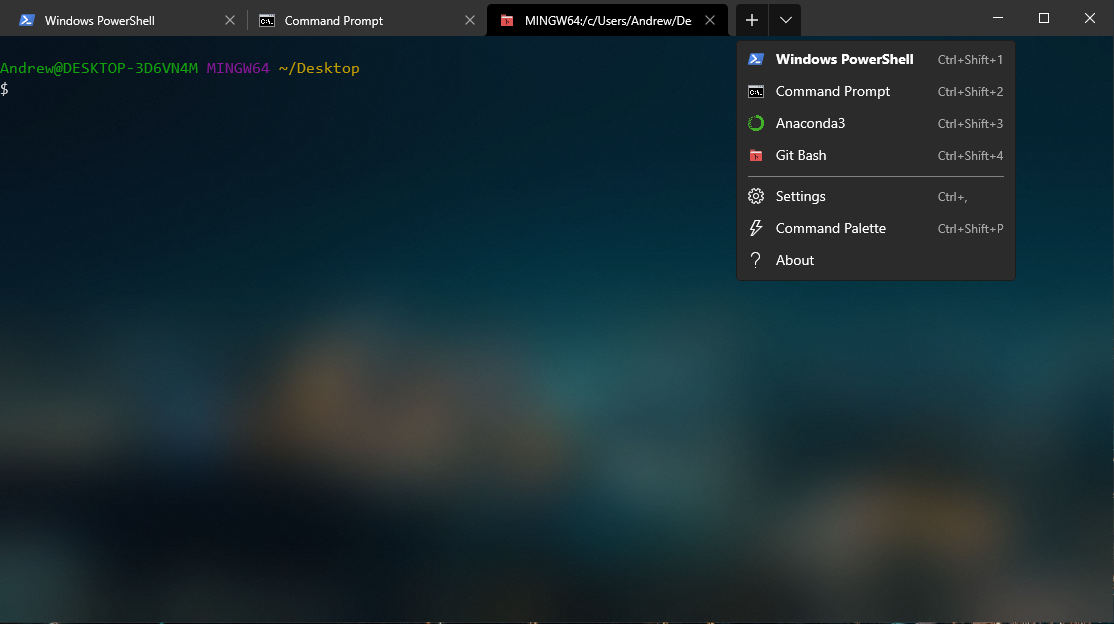 Windows PowerShell
Command Prompt
MINGW64:/c/Users/Andrew/De
Andrew@DESKTOP-3D6VN4M MINGW64 ~/Desktop
$
Windows PowerShell Ctrl+Shift+1
Command Prompt Ctrl+Shift+2
Anaconda3 Ctrl+Shift+3
Git Bash Ctrl+Shift+4
Settings Ctrl+,
Command Palette Ctrl+Shift+P
About